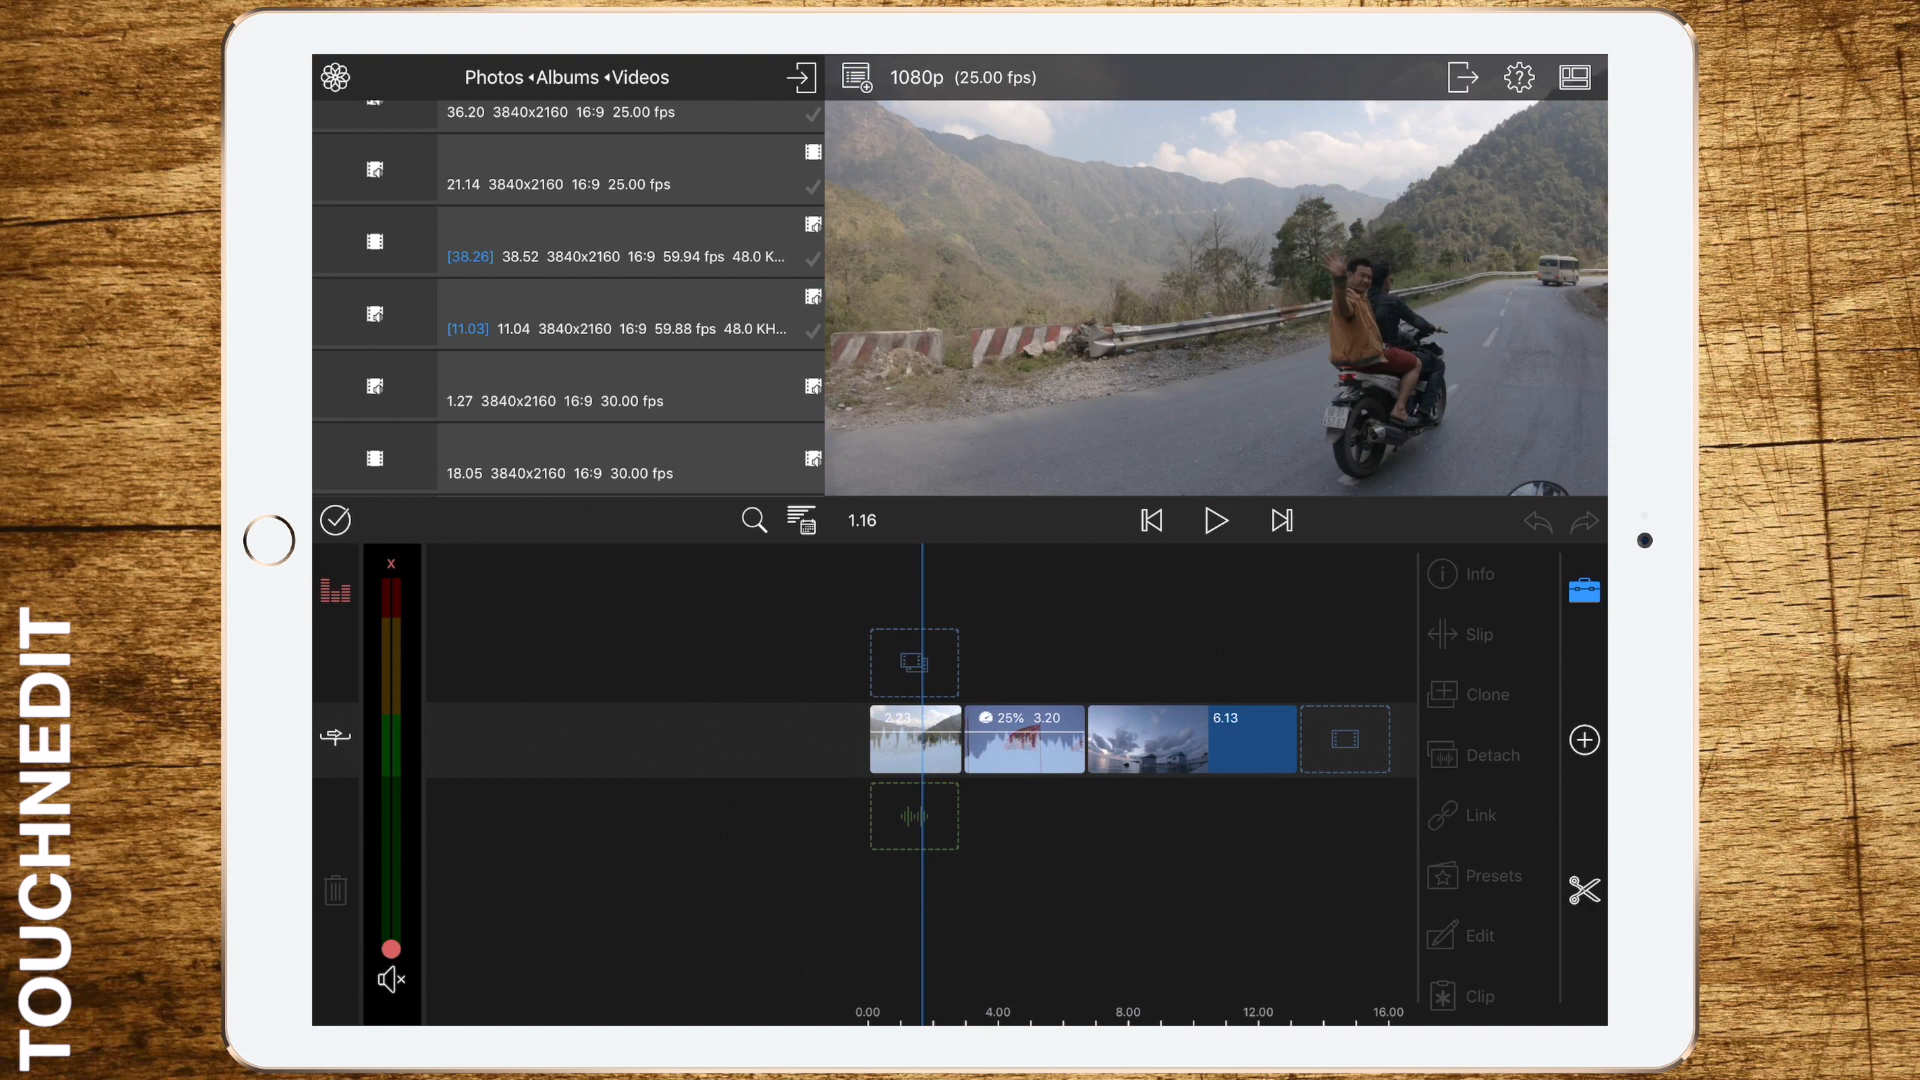 Photos ◂Albums ◂Videos
1080p (25.00 fps)
36.20 3840x2160 16:9 25.00 fps
21.14 3840x2160 16:9 25.00 fps
[38.26] 38.52 3840x2160 16:9 59.94 fps 48.0 K...
[11.03] 11.04 3840x2160 16:9 59.88 fps 48.0 KH...
1.27 3840x2160 16:9 30.00 fps
18.05 3840x2160 16:9 30.00 fps
1.16
x
2.23
25% 3.20
6.13
Info
Slip
Clone
Detach
Link
Presets
Edit
Clip
0.00 4.00 8.00 12.00 16.00
TOUCHNEDIT